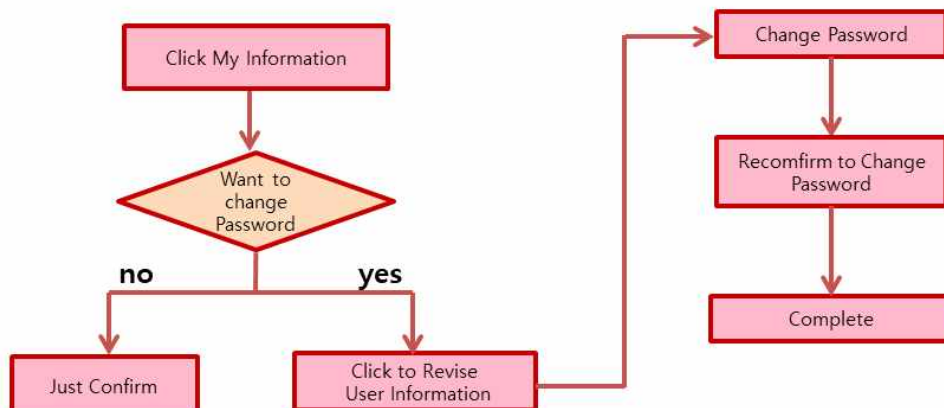 Click My Information
Want to
change
Password
no
yes
Just Confirm
Click to Revise
User Information
Change Password
Recomfirm to Change
Password
Complete